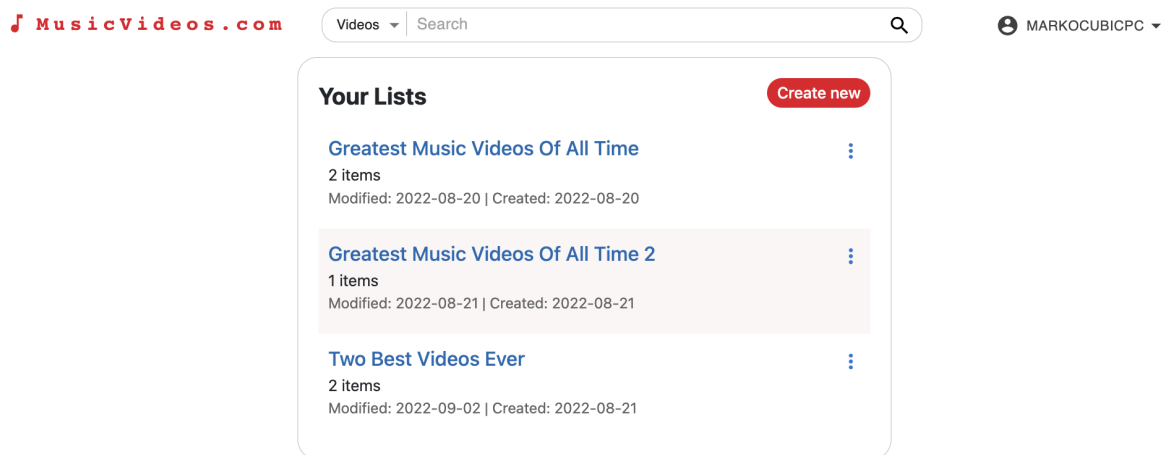 MusicVideos.com
Videos
Search
MARKOCUBICPC
Your Lists
Create new
Greatest Music Videos Of All Time
2 items
Modified: 2022-08-20 | Created: 2022-08-20
Greatest Music Videos Of All Time 2
1 items
Modified: 2022-08-21 | Created: 2022-08-21
Two Best Videos Ever
2 items
Modified: 2022-09-02 | Created: 2022-08-21